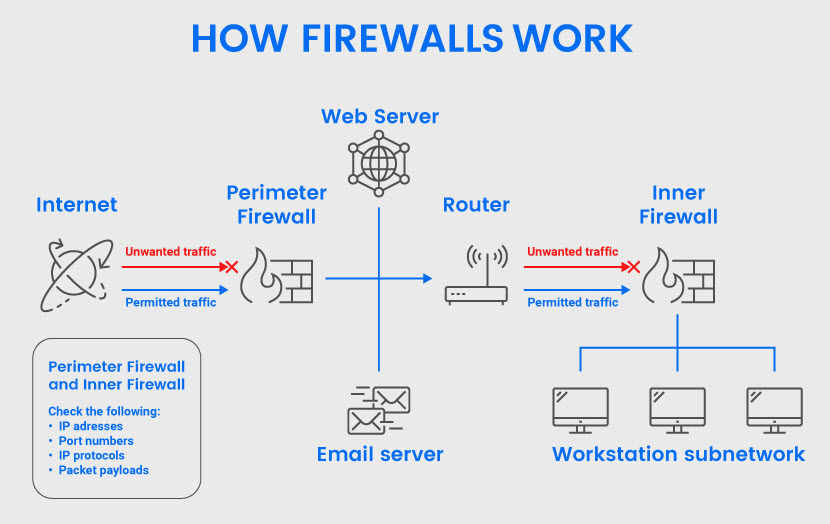 HOW FIREWALLS WORK
Web Server
Internet
Perimeter
Firewall
Router
Inner
Firewall
Unwanted traffic
Permitted traffic
Unwanted traffic
Permitted traffic
Perimeter Firewall
and Inner Firewall
Check the following:
• IP adresses
• Port numbers
• IP protocols
• Packet payloads
Email server
Workstation subnetwork